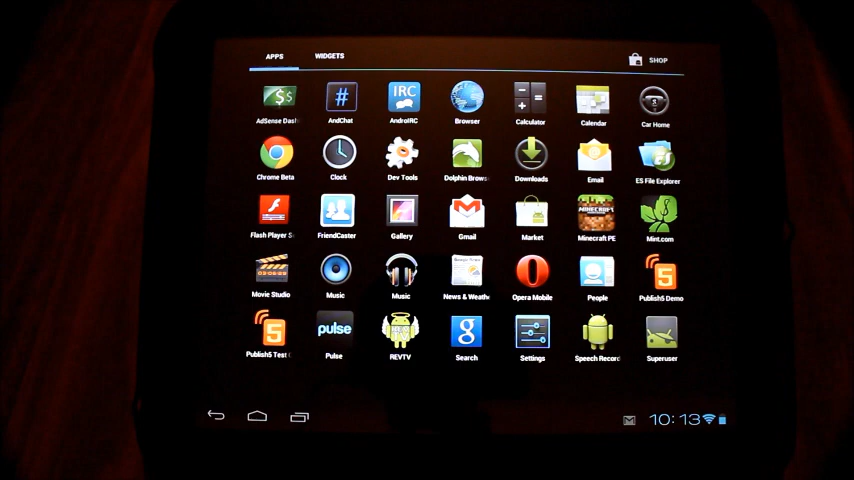 APPS WIDGETS SHOP
IRC
AdSense Dash AndChat AndroIRC Browser Calculator Calendar Car Home
Chrome Beta Clock Dev Tools Dolphin Brows Downloads Email ES File Explorer
MINECRAFT
Flash Player S FriendCaster Gallery Gmail Market Minecraft PE Mint.com
Movie Studio Music Music News & Weath Opera Mobile People Publish5 Demo
5 pulse g
Publish5 Test Pulse REVTV Search Settings Speech Record Superuser
10:13